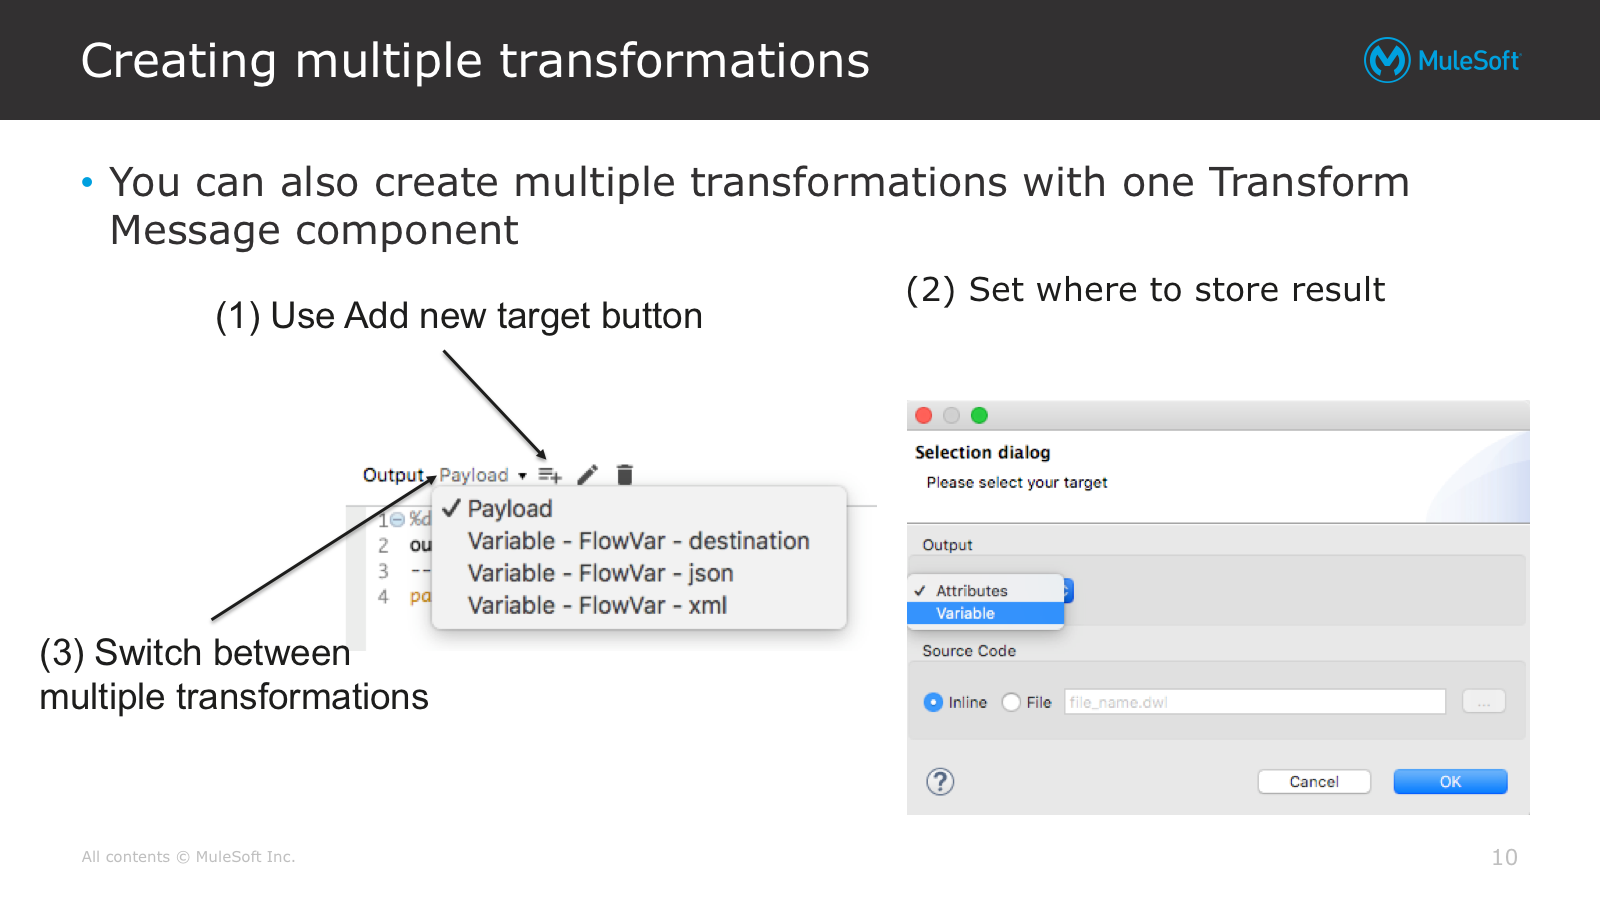 Creating multiple transformations
MuleSoft
• You can also create multiple transformations with one Transform
Message component
(1) Use Add new target button
(2) Set where to store result
Output Payload
Payload
Variable - FlowVar - destination
Variable - FlowVar - json
Variable - FlowVar - xml
1 %d
2 ou
3 --
4 pa
(3) Switch between
multiple transformations
Selection dialog
Please select your target
Output
Attributes
Variable
Source Code
Inline File file_name.dwl ...
? Cancel OK
All contents © MuleSoft Inc.
10